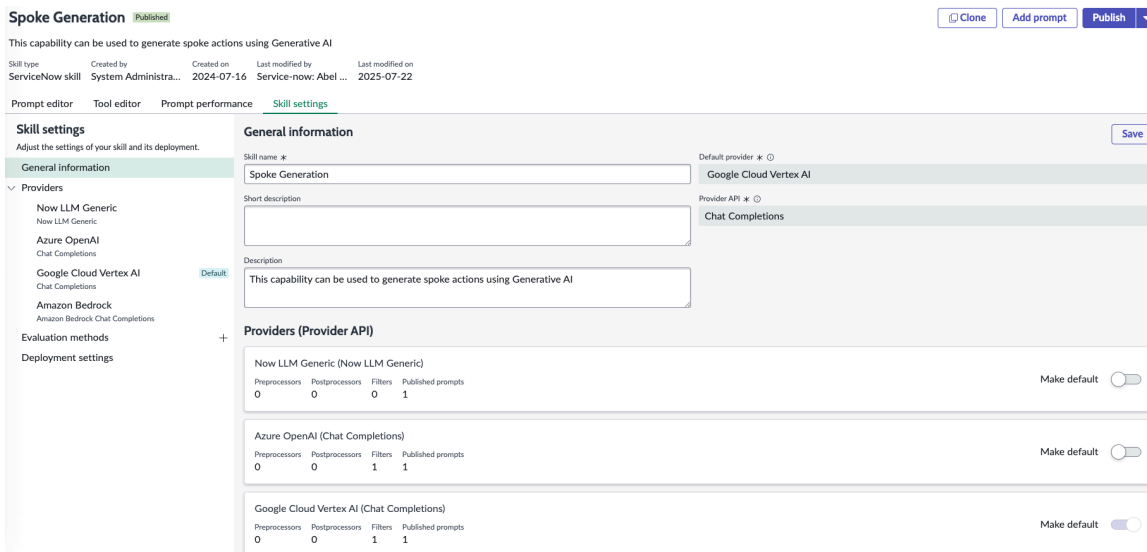 Spoke Generation Published
Clone Add prompt Publish
This capability can be used to generate spoke actions using Generative AI
Skill type Created by Created on Last modified by Last modified on
ServiceNow skill System Administra... 2024-07-16 Service-now: Abel ... 2025-07-22
Prompt editor Tool editor Prompt performance Skill settings
Skill settings
Adjust the settings of your skill and its deployment.
General information
Providers
Now LLM Generic
Now LLM Generic
Azure OpenAI
Chat Completions
Google Cloud Vertex AI Default
Chat Completions
Amazon Bedrock
Amazon Bedrock Chat Completions
Evaluation methods +
Deployment settings
General information Save
Skill name * Default provider *
Spoke Generation Google Cloud Vertex AI
Short description Provider API *
Chat Completions
Description
This capability can be used to generate spoke actions using Generative AI
Providers (Provider API)
Now LLM Generic (Now LLM Generic)
Preprocessors Postprocessors Filters Published prompts
0 0 0 1
Make default
Azure OpenAI (Chat Completions)
Preprocessors Postprocessors Filters Published prompts
0 0 1 1
Make default
Google Cloud Vertex AI (Chat Completions)
Preprocessors Postprocessors Filters Published prompts
0 0 1 1
Make default